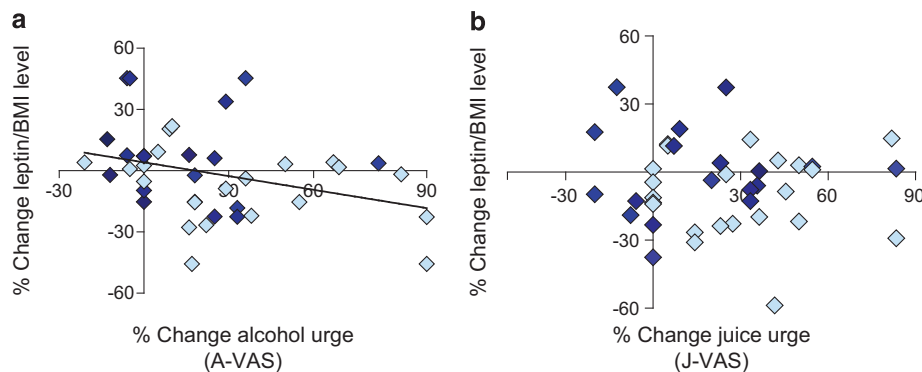 a
% Change leptin/BMI level
60
30
-30
30
60
90
-30
-60
% Change alcohol urge
(A-VAS)
b
% Change leptin/BMI level
60
30
-30
30
60
90
-30
-60
% Change juice urge
(J-VAS)